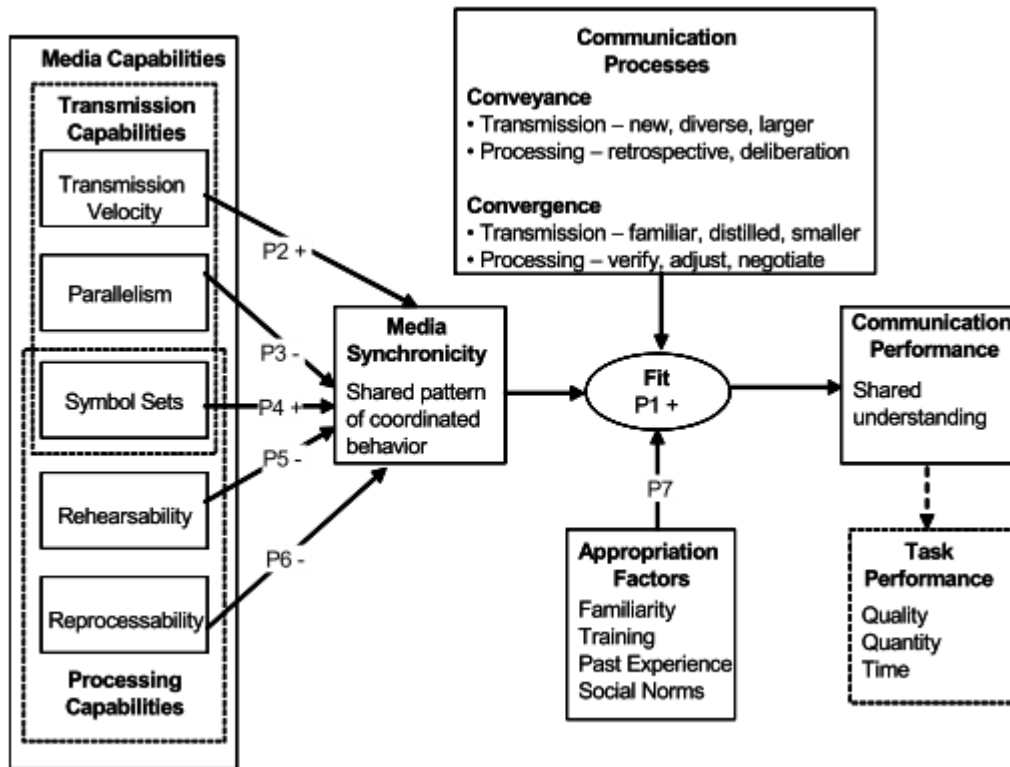 Media Capabilities
Transmission
Capabilities
Transmission
Velocity
Parallelism
Symbol Sets
Rehearsability
Reprocessability
Processing
Capabilities
P2 +
P3 -
P4 +
P5 -
P6 -
Media
Synchronicity
Shared pattern
of coordinated
behavior
Communication
Processes
Conveyance
• Transmission – new, diverse, larger
• Processing – retrospective, deliberation
Convergence
• Transmission – familiar, distilled, smaller
• Processing – verify, adjust, negotiate
Fit
P1 +
P7
Appropriation
Factors
Familiarity
Training
Past Experience
Social Norms
Communication
Performance
Shared
understanding
Task
Performance
Quality
Quantity
Time